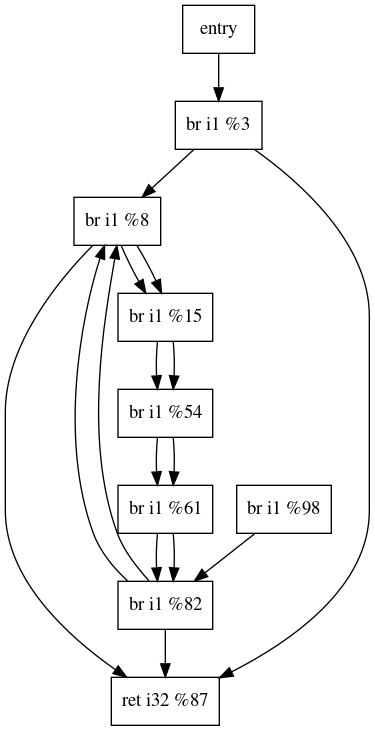 entry
br i1 %3
br i1 %8
br i1 %15
br i1 %54
br i1 %61
br i1 %98
br i1 %82
ret i32 %87